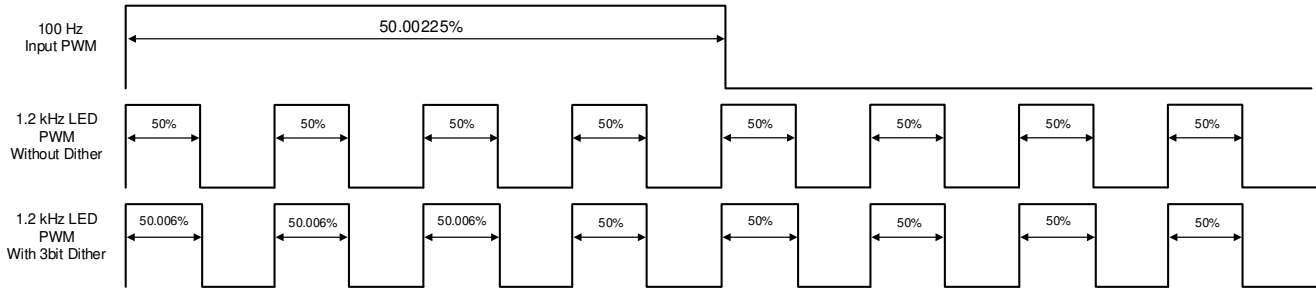 100 Hz
Input PWM
50.00225%
1.2 kHz LED
PWM
Without Dither
50% 50% 50% 50% 50% 50% 50% 50%
1.2 kHz LED
PWM
With 3bit Dither
50.006% 50.006% 50.006% 50% 50% 50% 50% 50%